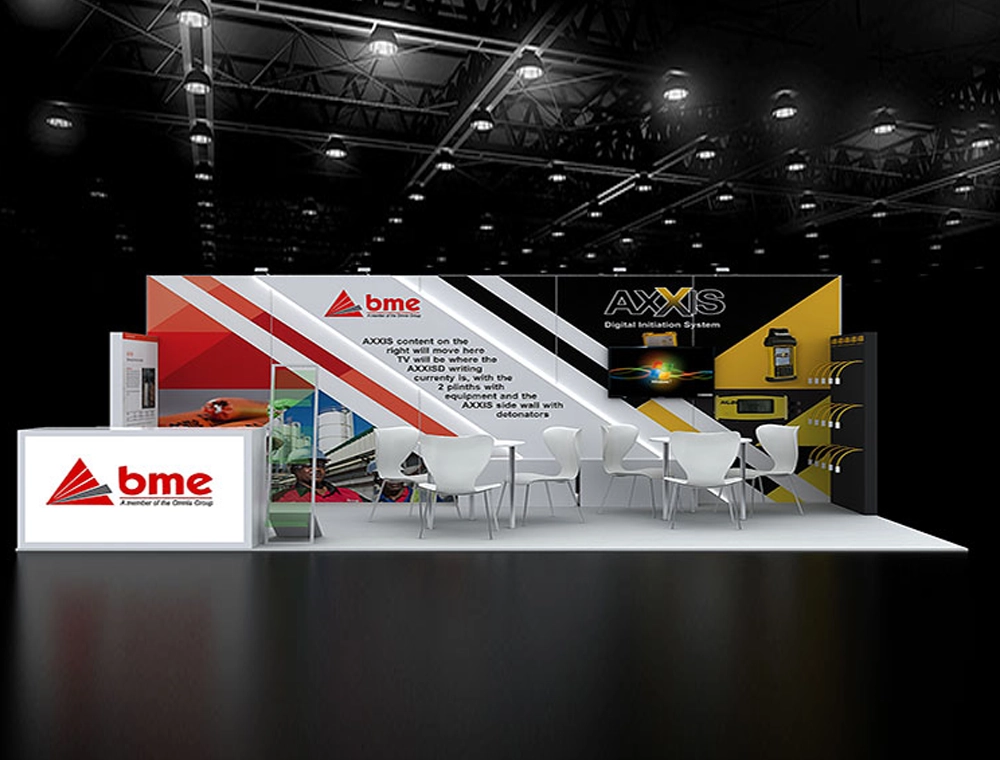 bme
A member of the Omnia Group
AXXIS
Digital Initiation System
AXXIS content on the
right will move here
TV will be where the
AXXISD writing
currenty is, with the
2 plinths with
equipment and the
AXXIS side wall with
detonators
bme
A member of the Omnia Group